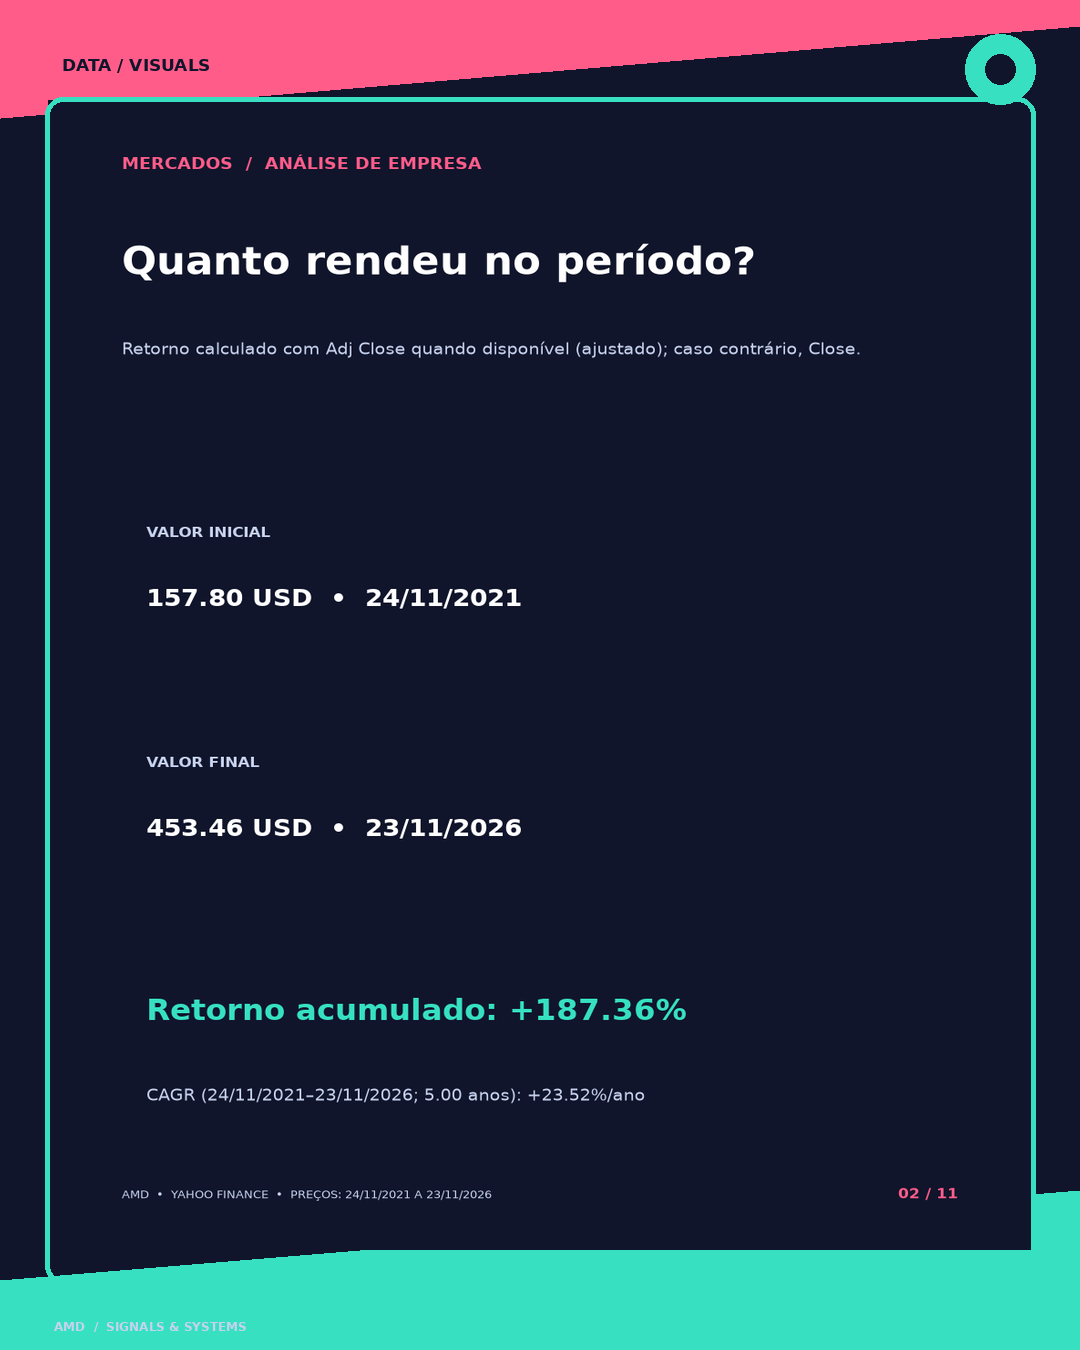 DATA / VISUALS
MERCADOS / ANÁLISE DE EMPRESA
Quanto rendeu no período?
Retorno calculado com Adj Close quando disponível (ajustado); caso contrário, Close.
VALOR INICIAL
157.80 USD • 24/11/2021
VALOR FINAL
453.46 USD • 23/11/2026
Retorno acumulado: +187.36%
CAGR (24/11/2021–23/11/2026; 5.00 anos): +23.52%/ano
AMD • YAHOO FINANCE • PREÇOS: 24/11/2021 A 23/11/2026
02 / 11
AMD / SIGNALS & SYSTEMS